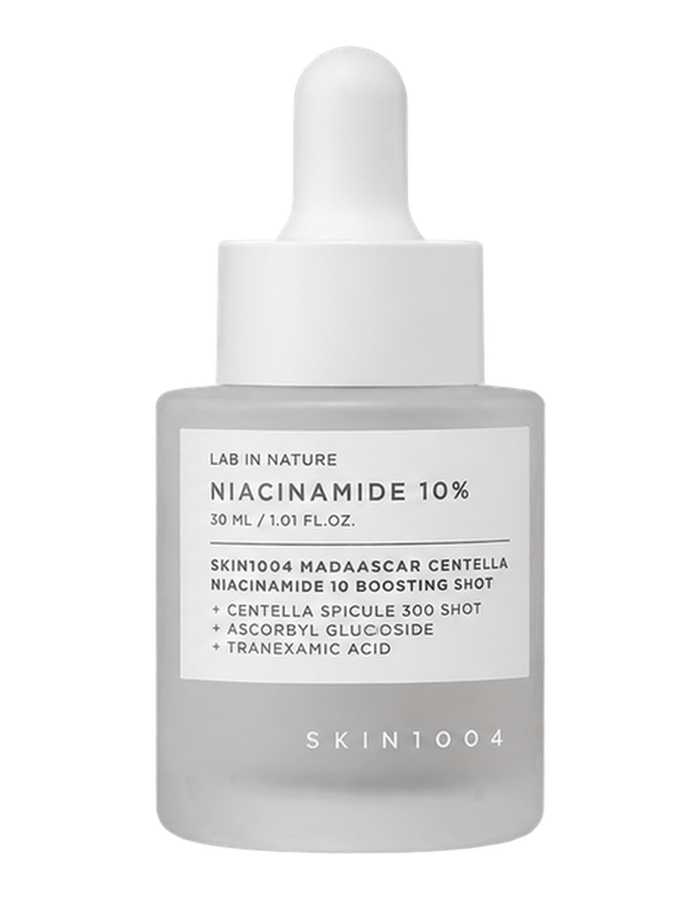 LAB IN NATURE
NIACINAMIDE 10%
30 ML / 1.01 FL.OZ.
SKIN1004 MADAASCAR CENTELLA
NIACINAMIDE 10 BOOSTING SHOT
+ CENTELLA SPICULE 300 SHOT
+ ASCORBYL
+ TRANEXAMIC ACID
SKIN1004